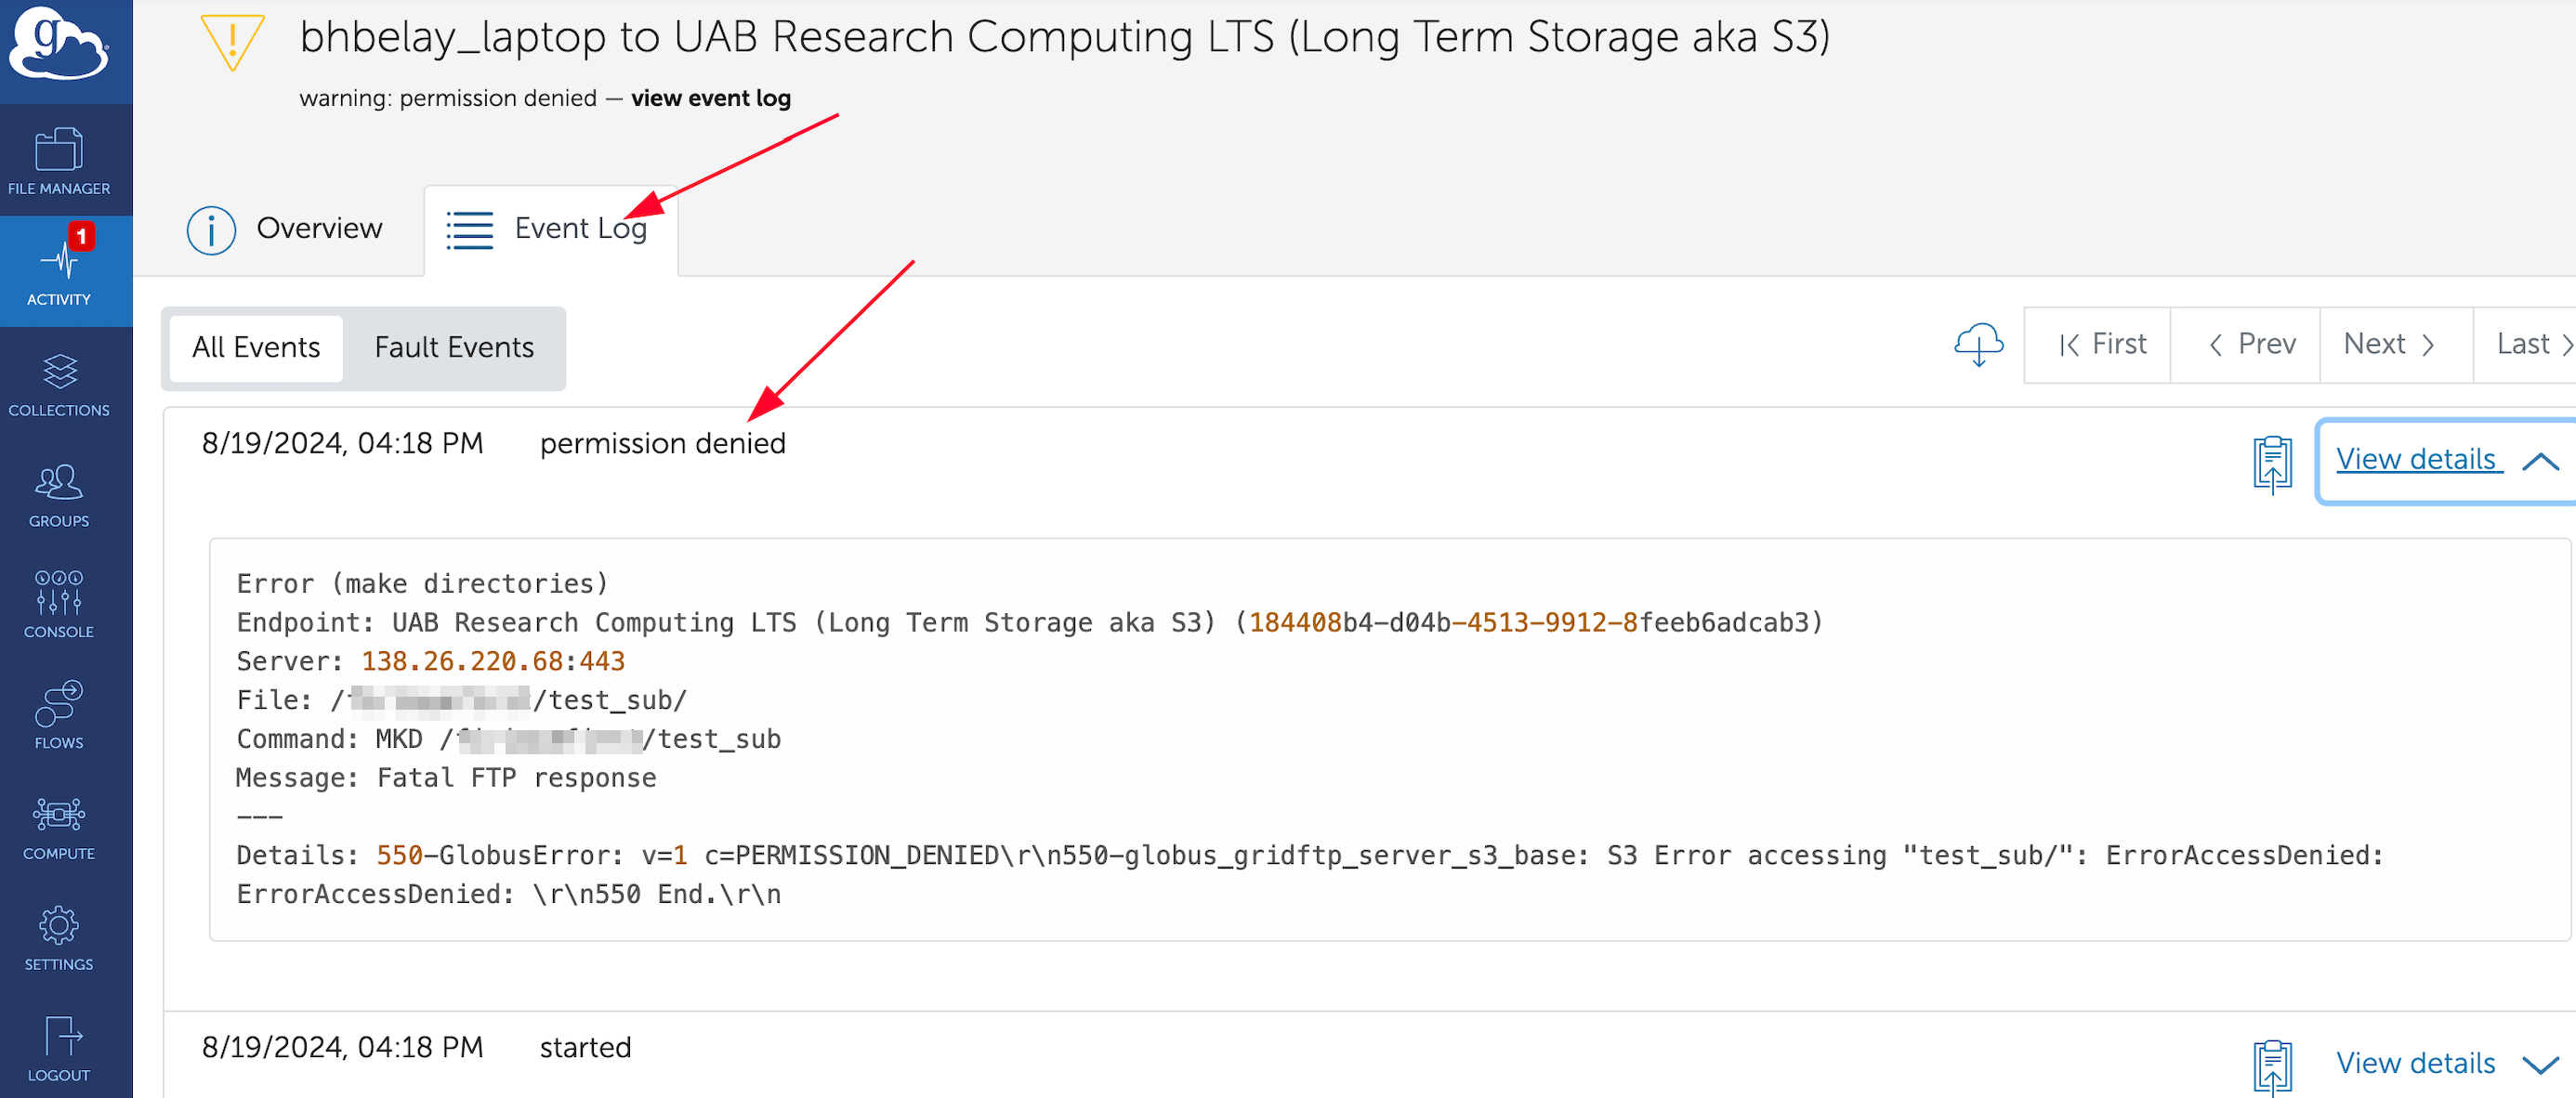 g
bhbelay_laptop to UAB Research Computing LTS (Long Term Storage aka S3)
warning: permission denied — view event log
FILE MANAGER
1
ACTIVITY
COLLECTIONS
GROUPS
CONSOLE
FLOWS
COMPUTE
SETTINGS
LOGOUT
Overview
Event Log
All Events
Fault Events
First
Prev
Next
Last
8/19/2024, 04:18 PM permission denied
View details
Error (make directories)
Endpoint: UAB Research Computing LTS (Long Term Storage aka S3) (184408b4-d04b-4513-9912-8feeb6adcab3)
Server: 138.26.220.68:443
File: / /test_sub/
Command: MKD / /test_sub
Message: Fatal FTP response
---
Details: 550-GlobusError: v=1 c=PERMISSION_DENIED\r\n550-globus_gridftp_server_s3_base: S3 Error accessing "test_sub/": ErrorAccessDenied:
ErrorAccessDenied: \r\n550 End.\r\n
8/19/2024, 04:18 PM started
View details